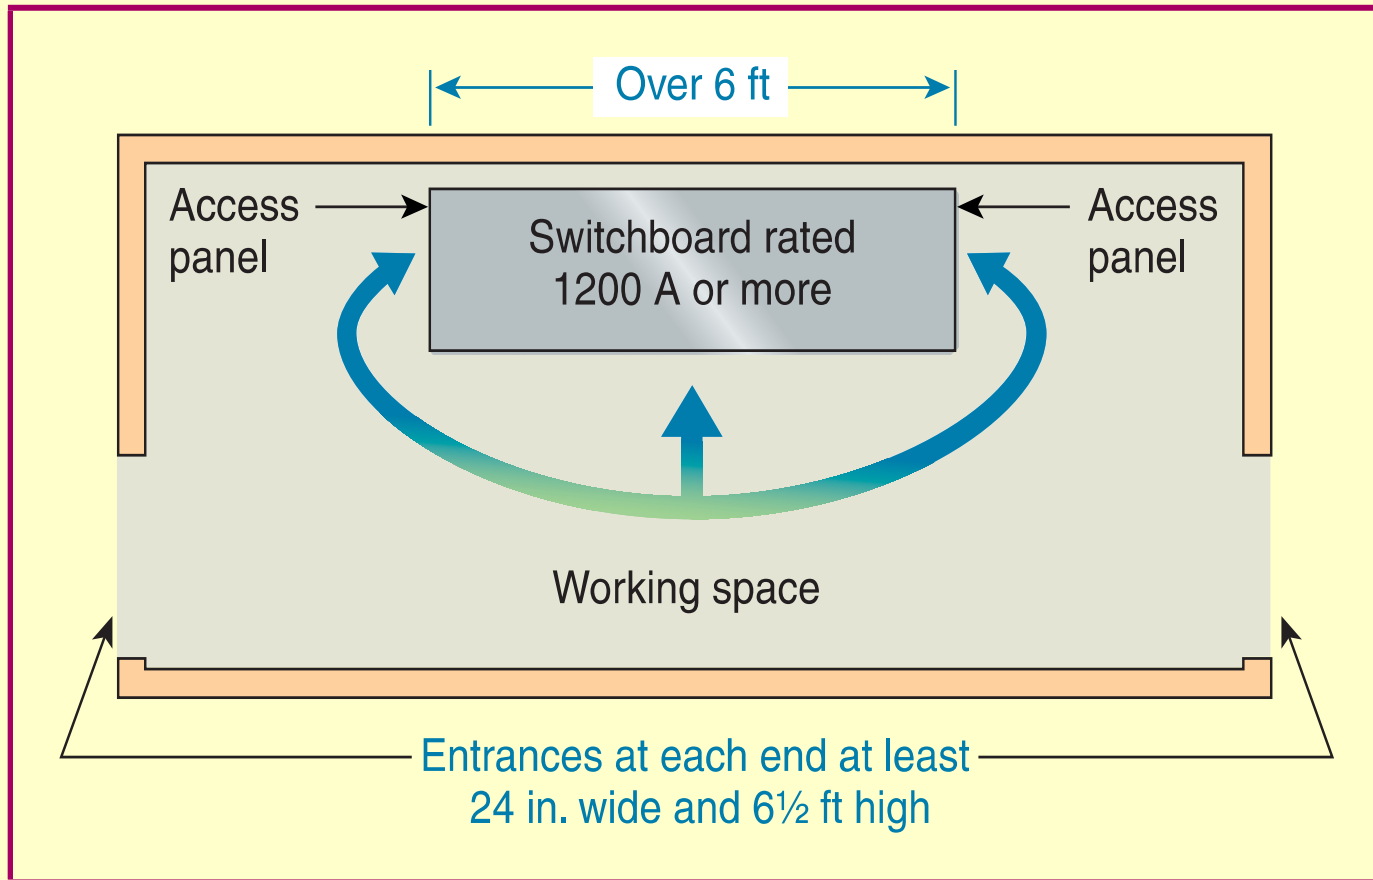 Over 6 ft
Access
panel
Switchboard rated
1200 A or more
Access
panel
Working space
Entrances at each end at least
24 in. wide and 6½ ft high